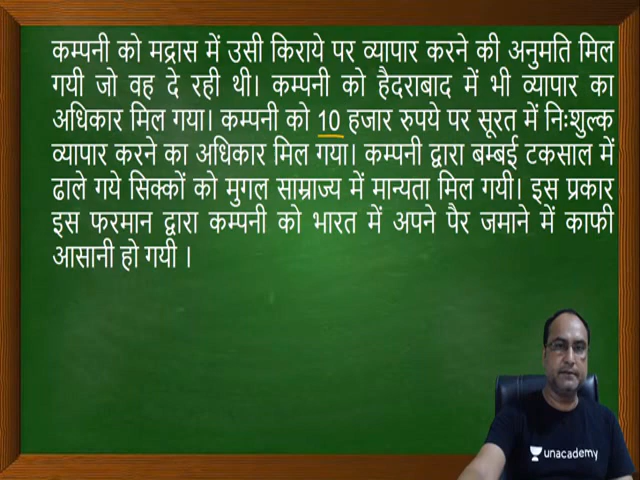 कम्पनी को मद्रास में उसी किराये पर व्यापार करने की अनुमति मिल
गयी जो वह दे रही थी। कम्पनी को हैदराबाद में भी व्यापार का
अधिकार मिल गया। कम्पनी को 10 हजार रुपये पर सूरत में निःशुल्क
व्यापार करने का अधिकार मिल गया। कम्पनी द्वारा बम्बई टकसाल में
ढाले गये सिक्कों को मुगल साम्राज्य में मान्यता मिल गयी। इस प्रकार
इस फरमान द्वारा कम्पनी को भारत में अपने पैर जमाने में काफी
आसानी हो गयी ।
unacademy